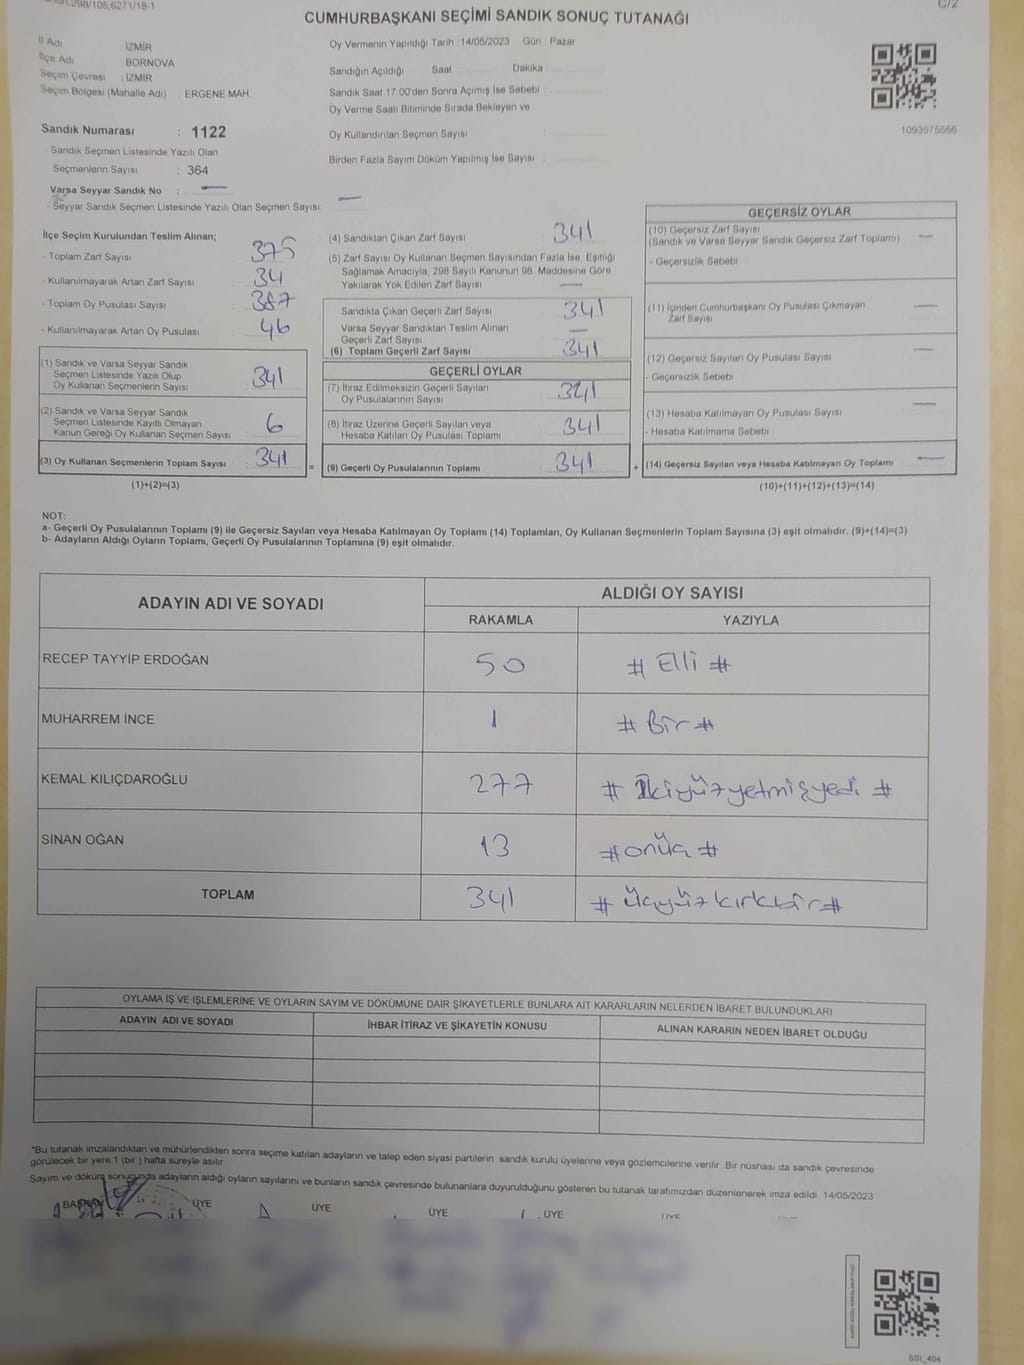 298/105,6271/18-1
C/2
CUMHURBAŞKANI SEÇİMİ SANDIK SONUÇ TUTANAĞI
İl Adı : İZMİR
İlçe Adı : BORNOVA
Seçim Çevresi : İZMİR
Seçim Bölgesi (Mahalle Adı) : ERGENE MAH.
Oy Vermenin Yapıldığı Tarih : 14/05/2023 Gün : Pazar
Sandığın Açıldığı Saat : Dakika :
Sandık Saat 17:00'den Sonra Açılmış İse Sebebi :
Oy Verme Saati Bitiminde Sırada Bekleyen ve
Oy Kullandırılan Seçmen Sayısı :
Birden Fazla Sayım Döküm Yapılmış İse Sayısı :
1093575556
Sandık Numarası : 1122
- Sandık Seçmen Listesinde Yazılı Olan
Seçmenlerin Sayısı : 364
Varsa Seyyar Sandık No : —
- Seyyar Sandık Seçmen Listesinde Yazılı Olan Seçmen Sayısı : —
İlçe Seçim Kurulundan Teslim Alınan;
- Toplam Zarf Sayısı : 375
- Kullanılmayarak Artan Zarf Sayısı : 34
- Toplam Oy Pusulası Sayısı : 387
- Kullanılmayarak Artan Oy Pusulası : 46
(1) Sandık ve Varsa Seyyar Sandık
Seçmen Listesinde Yazılı Olup
Oy Kullanan Seçmenlerin Sayısı : 341
(2) Sandık ve Varsa Seyyar Sandık
Seçmen Listesinde Kayıtlı Olmayan
Kanun Gereği Oy Kullanan Seçmen Sayısı : 6
(3) Oy Kullanan Seçmenlerin Toplam Sayısı : 341
(1)+(2)=(3)
(4) Sandıktan Çıkan Zarf Sayısı : 341
(5) Zarf Sayısı Oy Kullanan Seçmen Sayısından Fazla İse, Eşitliği
Sağlamak Amacıyla, 298 Sayılı Kanunun 98. Maddesine Göre
Yakılarak Yok Edilen Zarf Sayısı : —
Sandıkta Çıkan Geçerli Zarf Sayısı : 341
Varsa Seyyar Sandıktan Teslim Alınan
Geçerli Zarf Sayısı : —
(6) Toplam Geçerli Zarf Sayısı : 341
GEÇERLİ OYLAR
(7) İtiraz Edilmeksizin Geçerli Sayılan
Oy Pusulalarının Sayısı : 341
(8) İtiraz Üzerine Geçerli Sayılan veya
Hesaba Katılan Oy Pusulası Toplamı : 341
= (9) Geçerli Oy Pusulalarının Toplamı : 341
GEÇERSİZ OYLAR
(10) Geçersiz Zarf Sayısı : —
(Sandık ve Varsa Seyyar Sandık Geçersiz Zarf Toplamı)
- Geçersizlik Sebebi
(11) İçinden Cumhurbaşkanı Oy Pusulası Çıkmayan : —
Zarf Sayısı
(12) Geçersiz Sayılan Oy Pusulası Sayısı : —
- Geçersizlik Sebebi
(13) Hesaba Katılmayan Oy Pusulası Sayısı : —
- Hesaba Katılmama Sebebi
+ (14) Geçersiz Sayılan veya Hesaba Katılmayan Oy Toplamı : —
(10)+(11)+(12)+(13)=(14)
NOT:
a- Geçerli Oy Pusulalarının Toplamı (9) ile Geçersiz Sayılan veya Hesaba Katılmayan Oy Toplamı (14) Toplamları, Oy Kullanan Seçmenlerin Toplam Sayısına (3) eşit olmalıdır. (9)+(14)=(3)
b- Adayların Aldığı Oyların Toplamı, Geçerli Oy Pusulalarının Toplamına (9) eşit olmalıdır.
ADAYIN ADI VE SOYADI ALDIĞI OY SAYISI
RAKAMLA YAZIYLA
RECEP TAYYİP ERDOĞAN 50 # Elli #
MUHARREM İNCE 1 # Bir #
KEMAL KILIÇDAROĞLU 277 # İkiyüzyetmişyedi #
SİNAN OĞAN 13 # onüç #
TOPLAM 341 # üçyüzkırkbir #
OYLAMA İŞ VE İŞLEMLERİNE VE OYLARIN SAYIM VE DÖKÜMÜNE DAİR ŞİKAYETLERLE BUNLARA AİT KARARLARIN NELERDEN İBARET BULUNDUKLARI
ADAYIN ADI VE SOYADI İHBAR İTİRAZ VE ŞİKAYETİN KONUSU ALINAN KARARIN NEDEN İBARET OLDUĞU
*Bu tutanak imzalandıktan ve mühürlendikten sonra seçime katılan adayların ve talep eden siyasi partilerin sandık kurulu üyelerine veya gözlemcilerine verilir. Bir nüshası da sandık çevresinde
görülecek bir yere 1 (bir ) hafta süreyle asılır.
Sayım ve döküm sonucunda adayların aldığı oyların sayılarını ve bunların sandık çevresinde bulunanlara duyurulduğunu gösteren bu tutanak tarafımızdan düzenlenerek imza edildi. 14/05/2023
BAŞKAN ÜYE ÜYE ÜYE ÜYE ÜYE
SSI_404